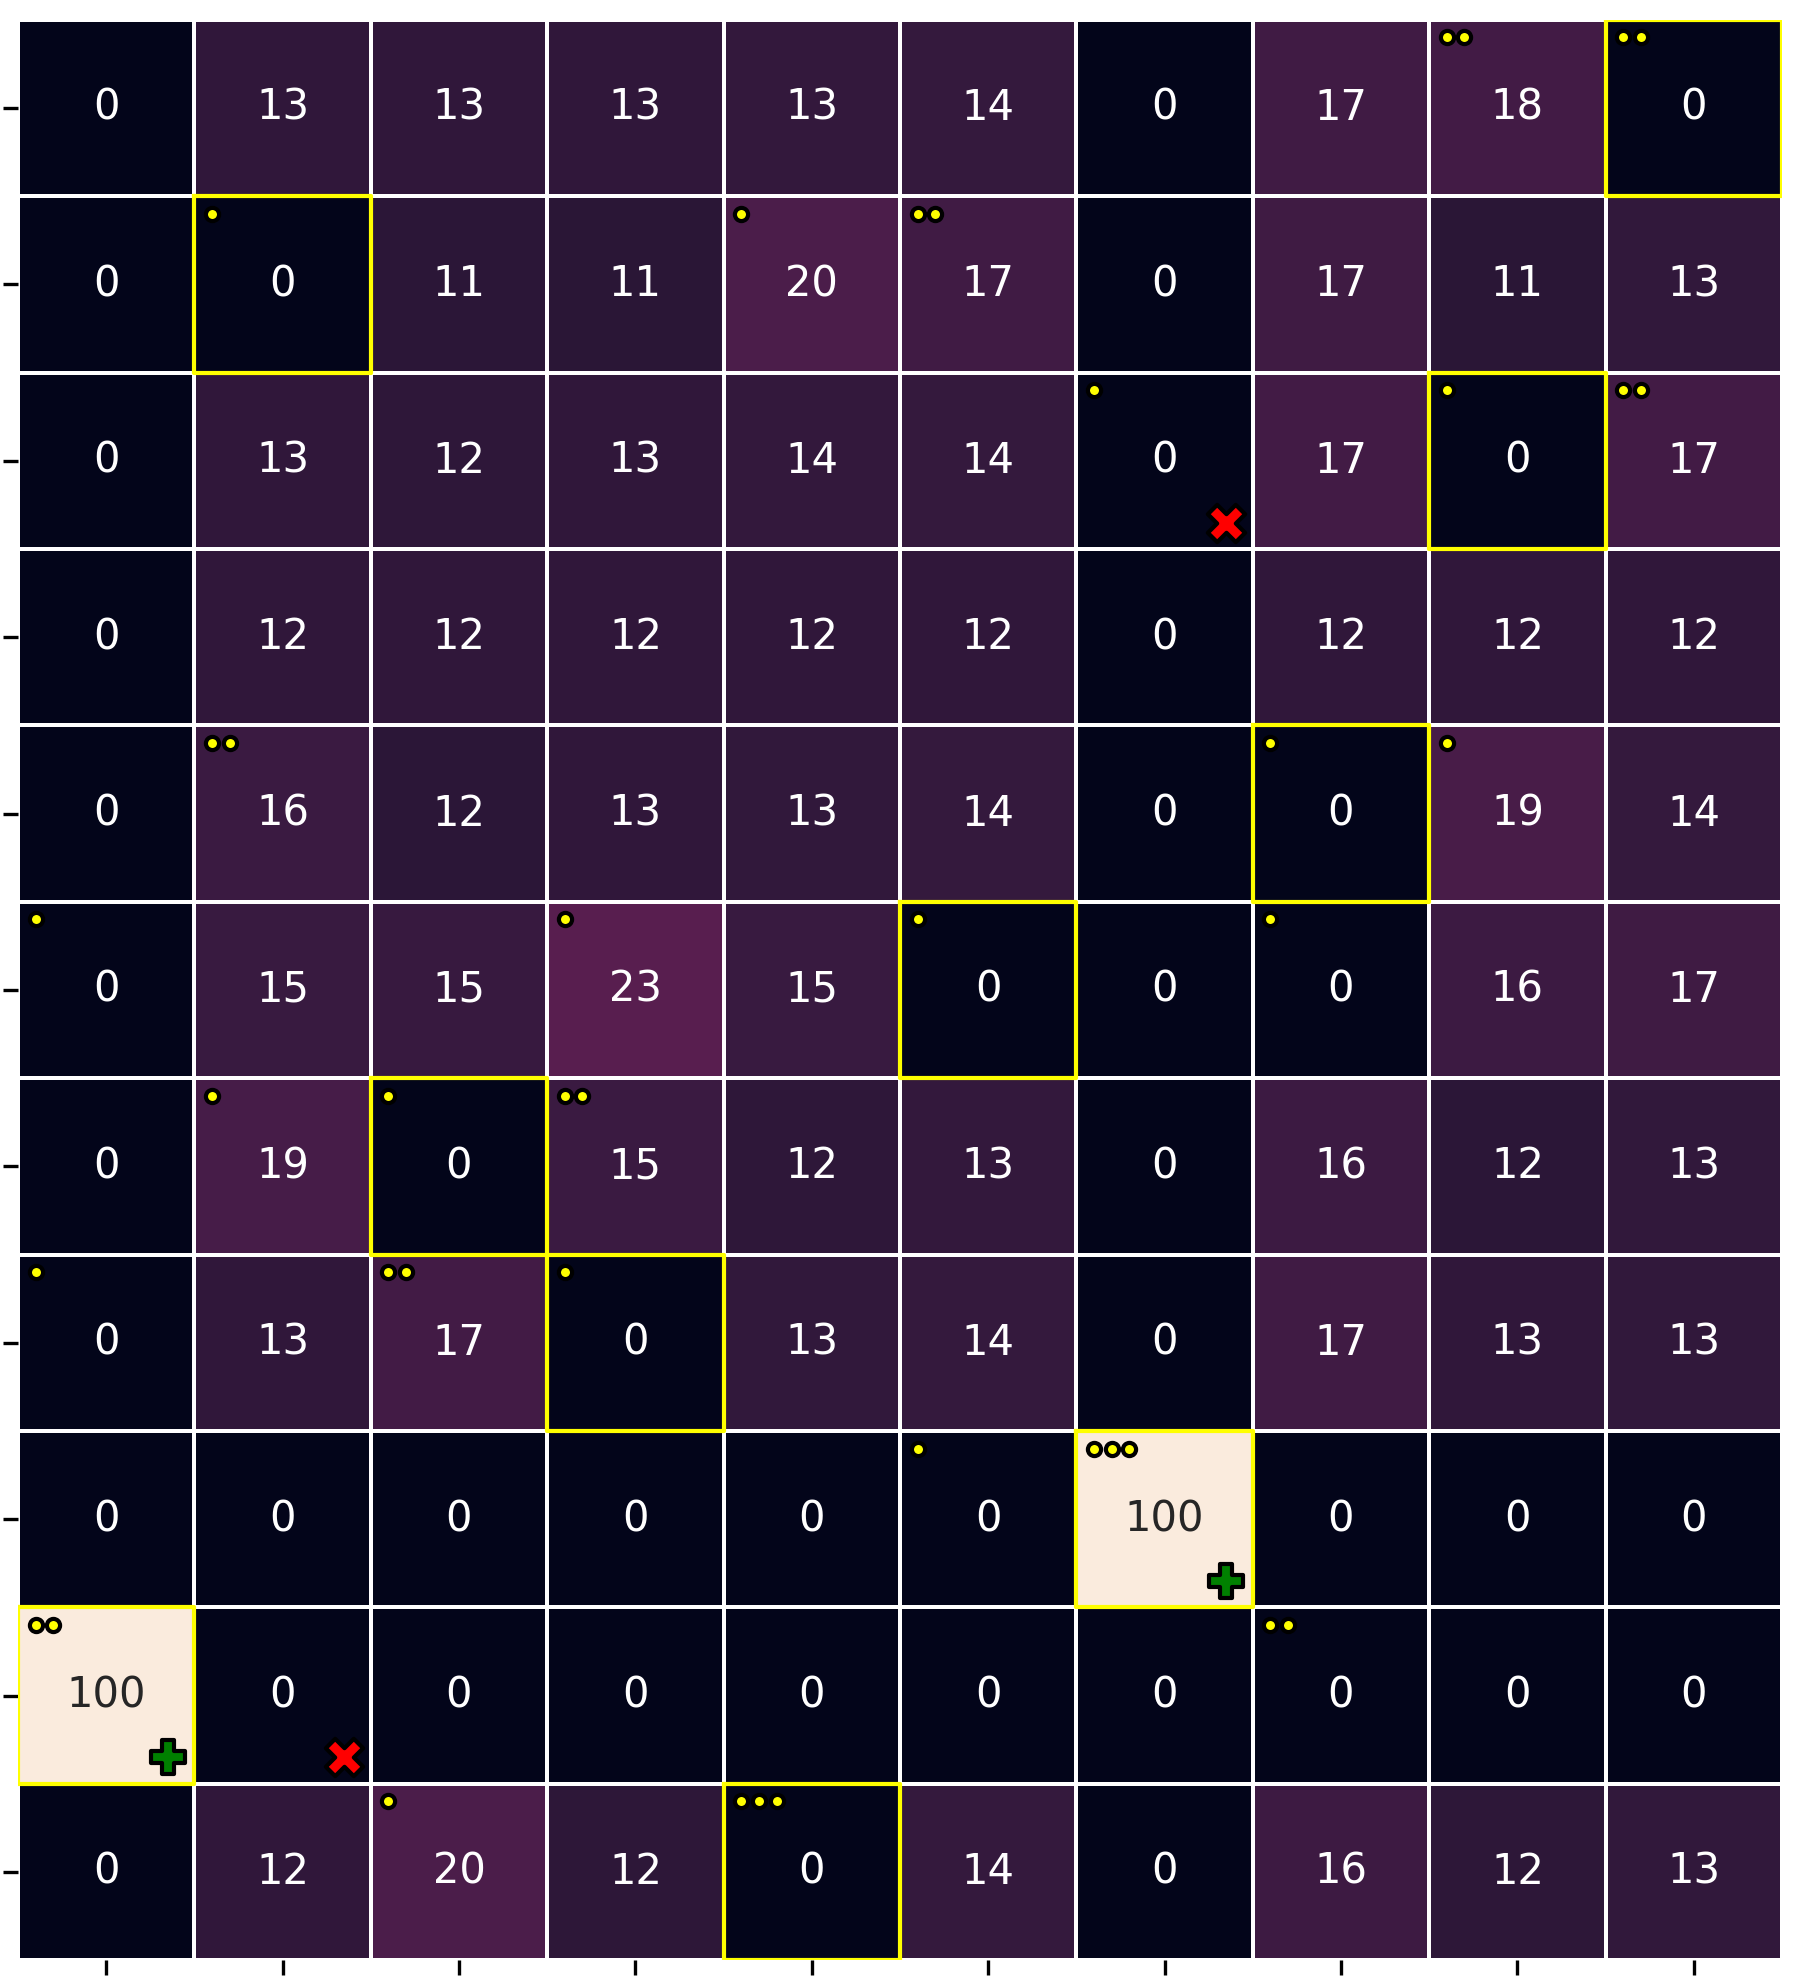 0 13 13 13 13 14 0 17 18 0
0 0 11 11 20 17 0 17 11 13
0 13 12 13 14 14 0 17 0 17
0 12 12 12 12 12 0 12 12 12
0 16 12 13 13 14 0 0 19 14
0 15 15 23 15 0 0 0 16 17
0 19 0 15 12 13 0 16 12 13
0 13 17 0 13 14 0 17 13 13
0 0 0 0 0 0 100 0 0 0
100 0 0 0 0 0 0 0 0 0
0 12 20 12 0 14 0 16 12 13